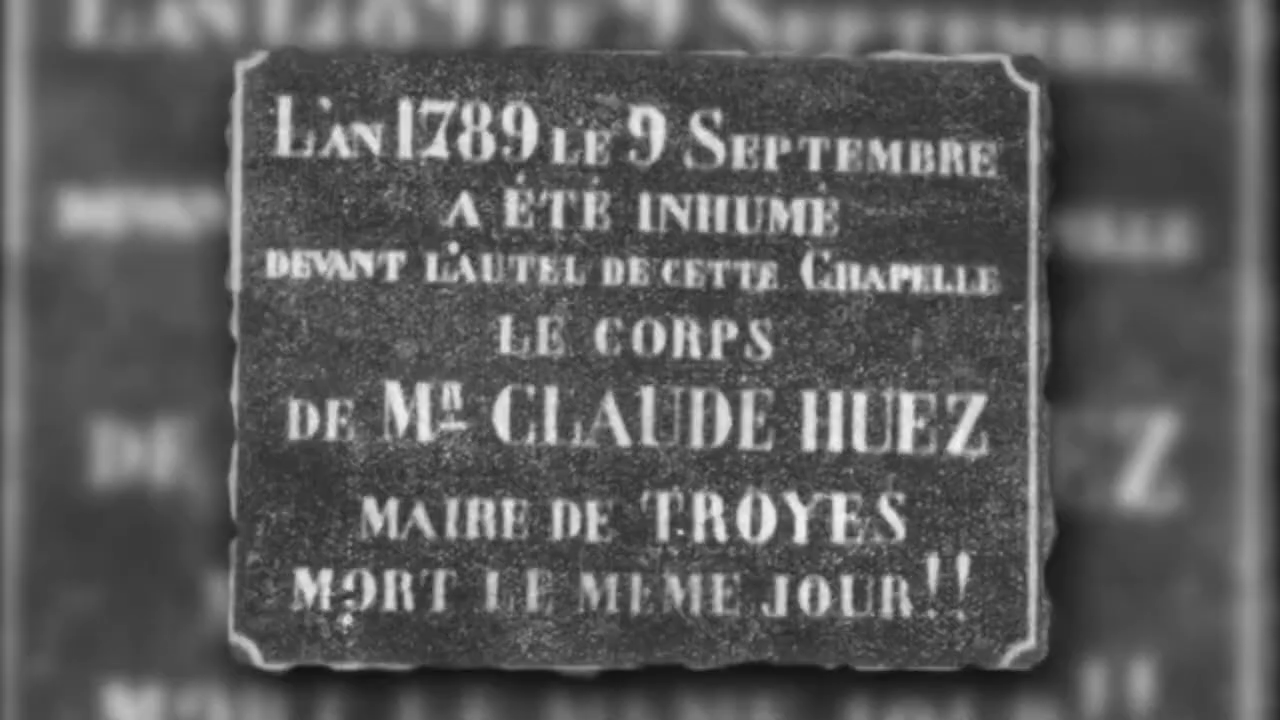 L'AN 1789 LE 9 SEPTEMBRE
A ÉTÉ INHUMÉ
DEVANT L'AUTEL DE CETTE CHAPELLE
LE CORPS
DE Mᴿ CLAUDE HUEZ
MAIRE DE TROYES
MORT LE MEME JOUR!!